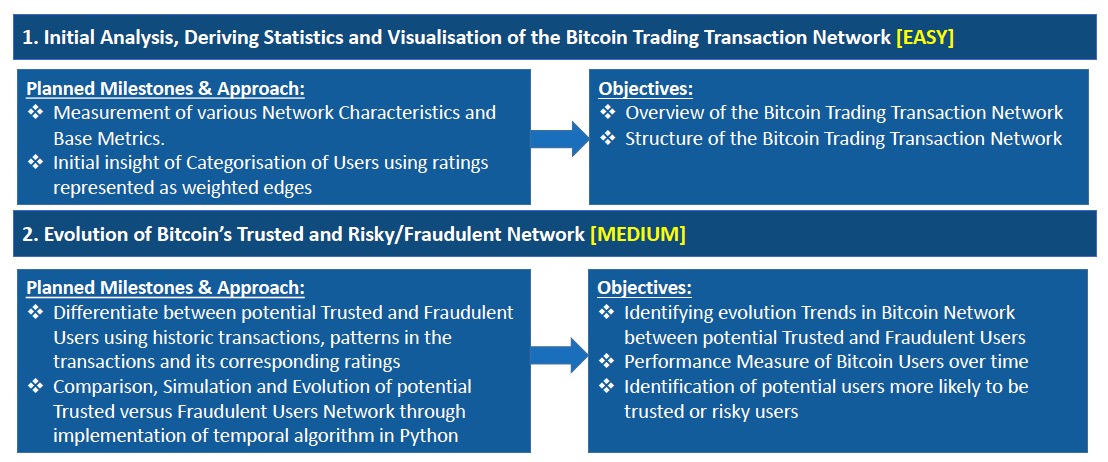 1. Initial Analysis, Deriving Statistics and Visualisation of the Bitcoin Trading Transaction Network [EASY]
Planned Milestones & Approach:
❖ Measurement of various Network Characteristics and
Base Metrics.
❖ Initial insight of Categorisation of Users using ratings
represented as weighted edges
Objectives:
❖ Overview of the Bitcoin Trading Transaction Network
❖ Structure of the Bitcoin Trading Transaction Network
2. Evolution of Bitcoin’s Trusted and Risky/Fraudulent Network [MEDIUM]
Planned Milestones & Approach:
❖ Differentiate between potential Trusted and Fraudulent
Users using historic transactions, patterns in the
transactions and its corresponding ratings
❖ Comparison, Simulation and Evolution of potential
Trusted versus Fraudulent Users Network through
implementation of temporal algorithm in Python
Objectives:
❖ Identifying evolution Trends in Bitcoin Network
between potential Trusted and Fraudulent Users
❖ Performance Measure of Bitcoin Users over time
❖ Identification of potential users more likely to be
trusted or risky users